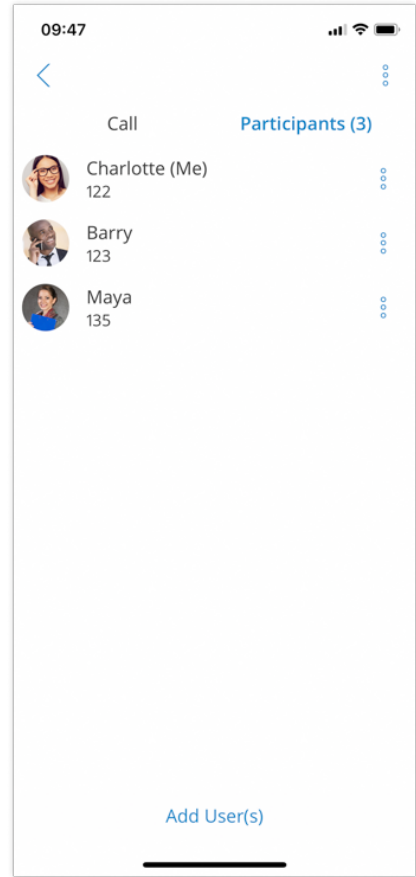 09:47
Call
Participants (3)
Charlotte (Me)
122
Barry
123
Maya
135
Add User(s)